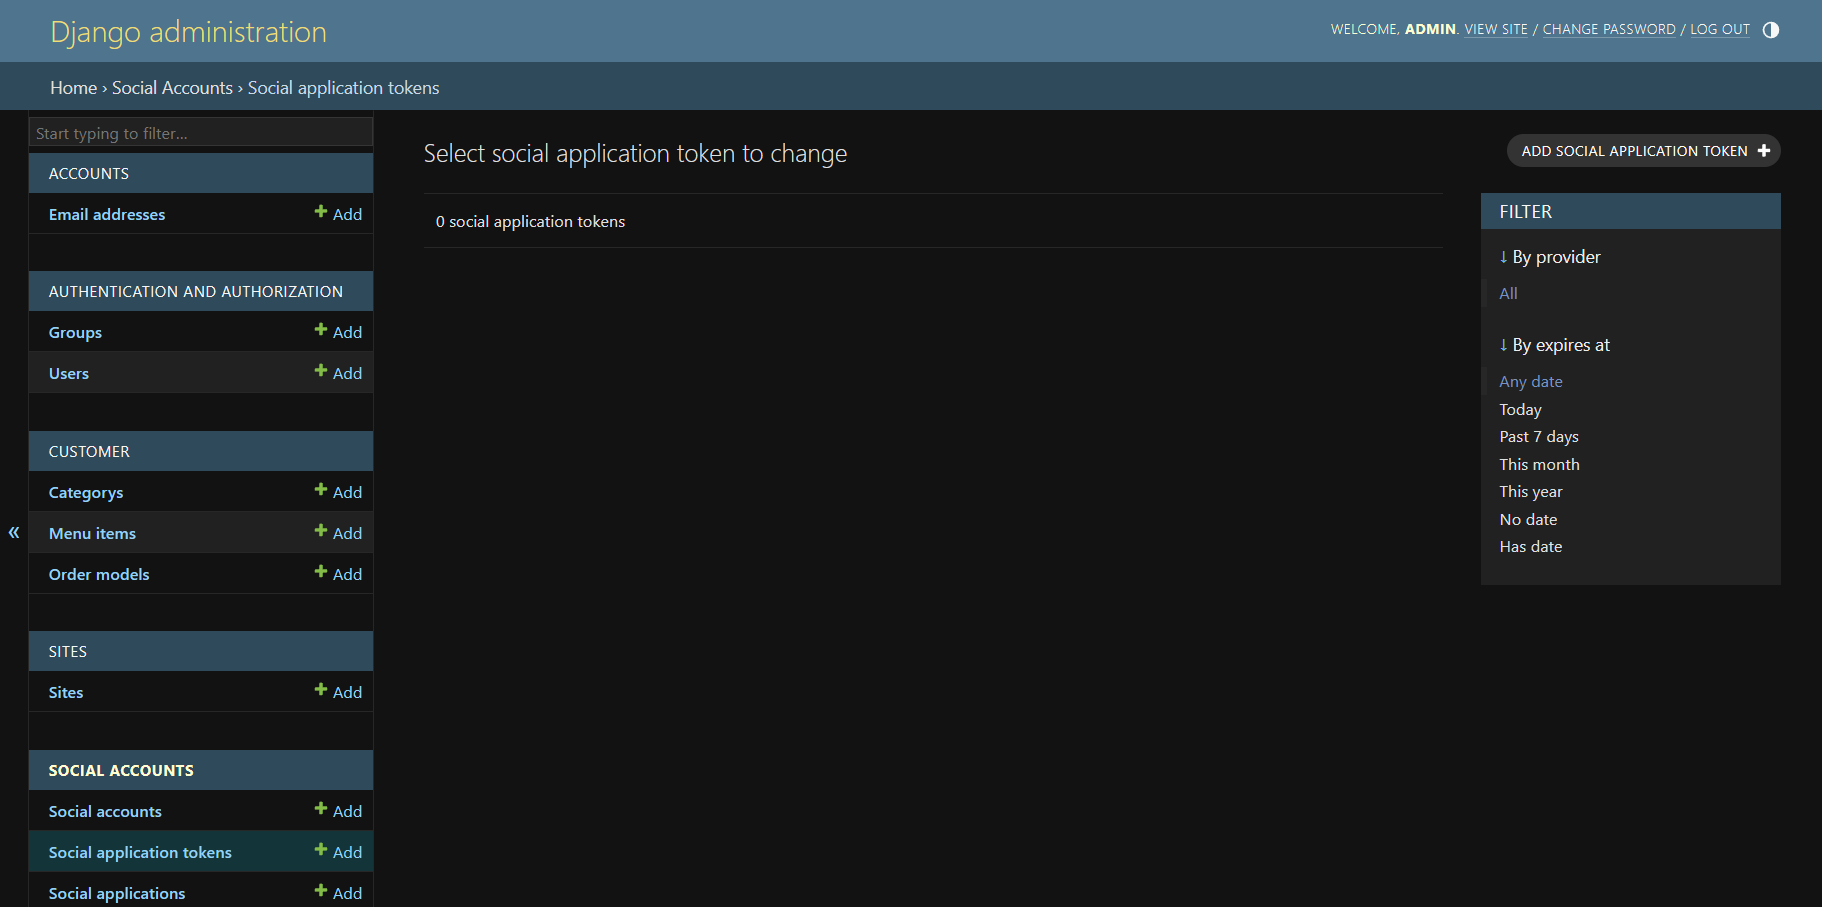 Django administration
WELCOME, ADMIN. VIEW SITE / CHANGE PASSWORD / LOG OUT
Home › Social Accounts › Social application tokens
Start typing to filter...
ACCOUNTS
Email addresses Add
AUTHENTICATION AND AUTHORIZATION
Groups Add
Users Add
CUSTOMER
Categorys Add
Menu items Add
Order models Add
SITES
Sites Add
SOCIAL ACCOUNTS
Social accounts Add
Social application tokens Add
Social applications Add
«
Select social application token to change
ADD SOCIAL APPLICATION TOKEN +
0 social application tokens
FILTER
↓ By provider
All
↓ By expires at
Any date
Today
Past 7 days
This month
This year
No date
Has date